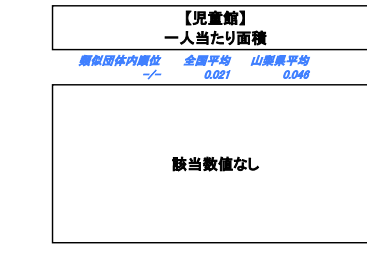 【児童館】
一人当たり面積
類似団体内順位 全国平均 山梨県平均
-/- 0.021 0.046
該当数値なし